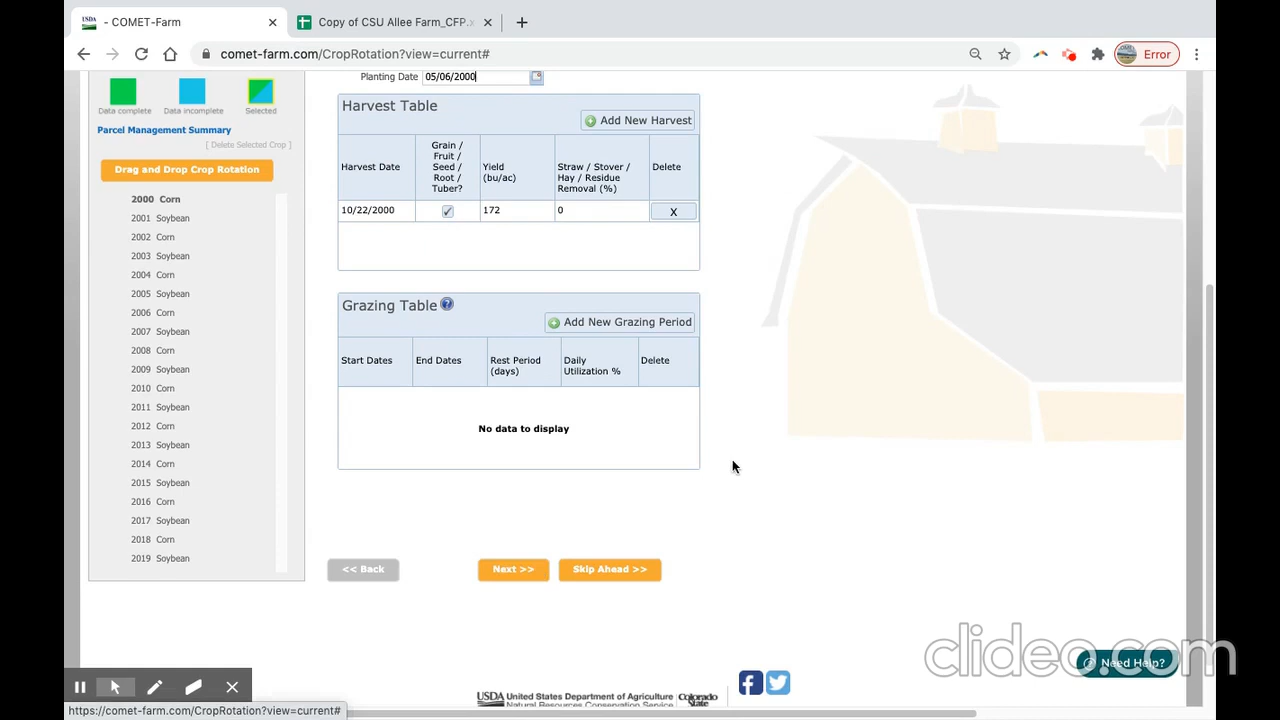 - COMET-Farm
Copy of CSU Allee Farm_CFP.x
comet-farm.com/CropRotation?view=current#
Error
Data complete
Data incomplete
Selected
Parcel Management Summary
[ Delete Selected Crop ]
Drag and Drop Crop Rotation
2000 Corn
2001 Soybean
2002 Corn
2003 Soybean
2004 Corn
2005 Soybean
2006 Corn
2007 Soybean
2008 Corn
2009 Soybean
2010 Corn
2011 Soybean
2012 Corn
2013 Soybean
2014 Corn
2015 Soybean
2016 Corn
2017 Soybean
2018 Corn
2019 Soybean
Planting Date 05/06/2000
Harvest Table
Add New Harvest
Harvest Date
Grain /
Fruit /
Seed /
Root /
Tuber?
Yield
(bu/ac)
Straw / Stover /
Hay / Residue
Removal (%)
Delete
10/22/2000 172 0 X
Grazing Table ?
Add New Grazing Period
Start Dates
End Dates
Rest Period
(days)
Daily
Utilization %
Delete
No data to display
<< Back
Next >>
Skip Ahead >>
clideo.com
Need Help?
USDA United States Department of Agriculture
Natural Resources Conservation Service
Colorado
State
https://comet-farm.com/CropRotation?view=current#